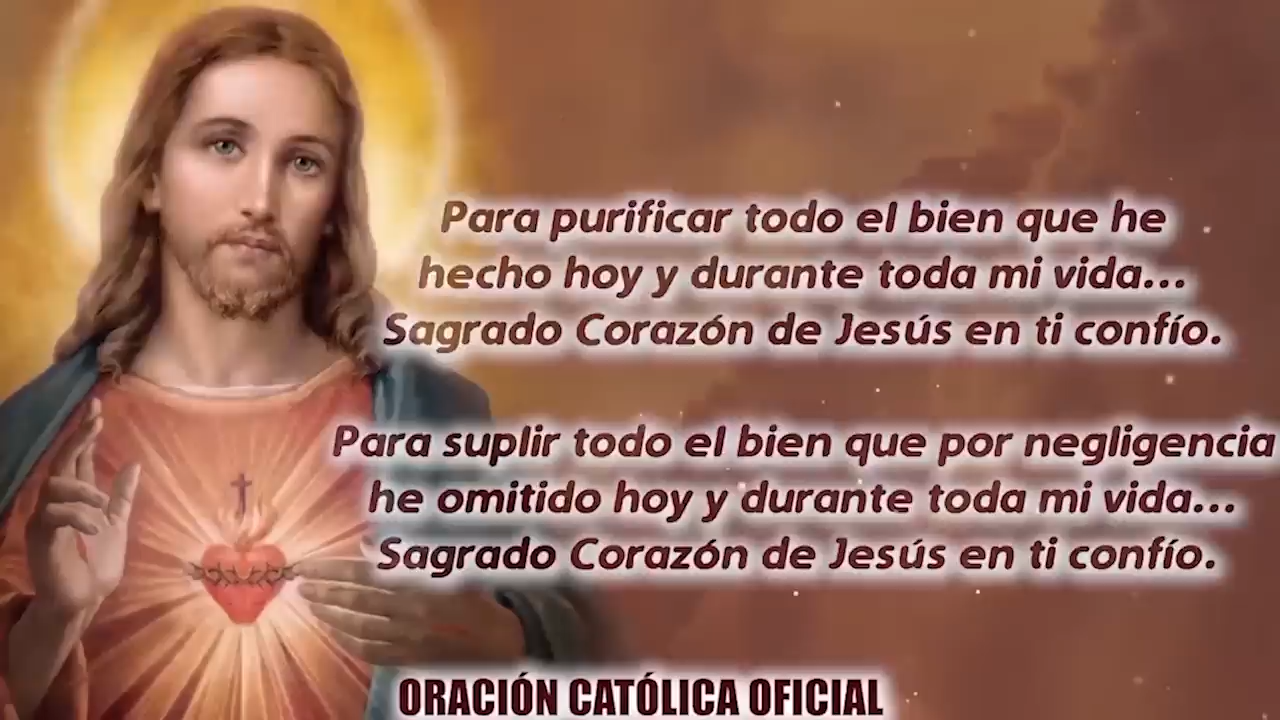 Para purificar todo el bien que he
hecho hoy y durante toda mi vida...
Sagrado Corazón de Jesús en ti confío.
Para suplir todo el bien que por negligencia
he omitido hoy y durante toda mi vida...
Sagrado Corazón de Jesús en ti confío.
ORACIÓN CATÓLICA OFICIAL